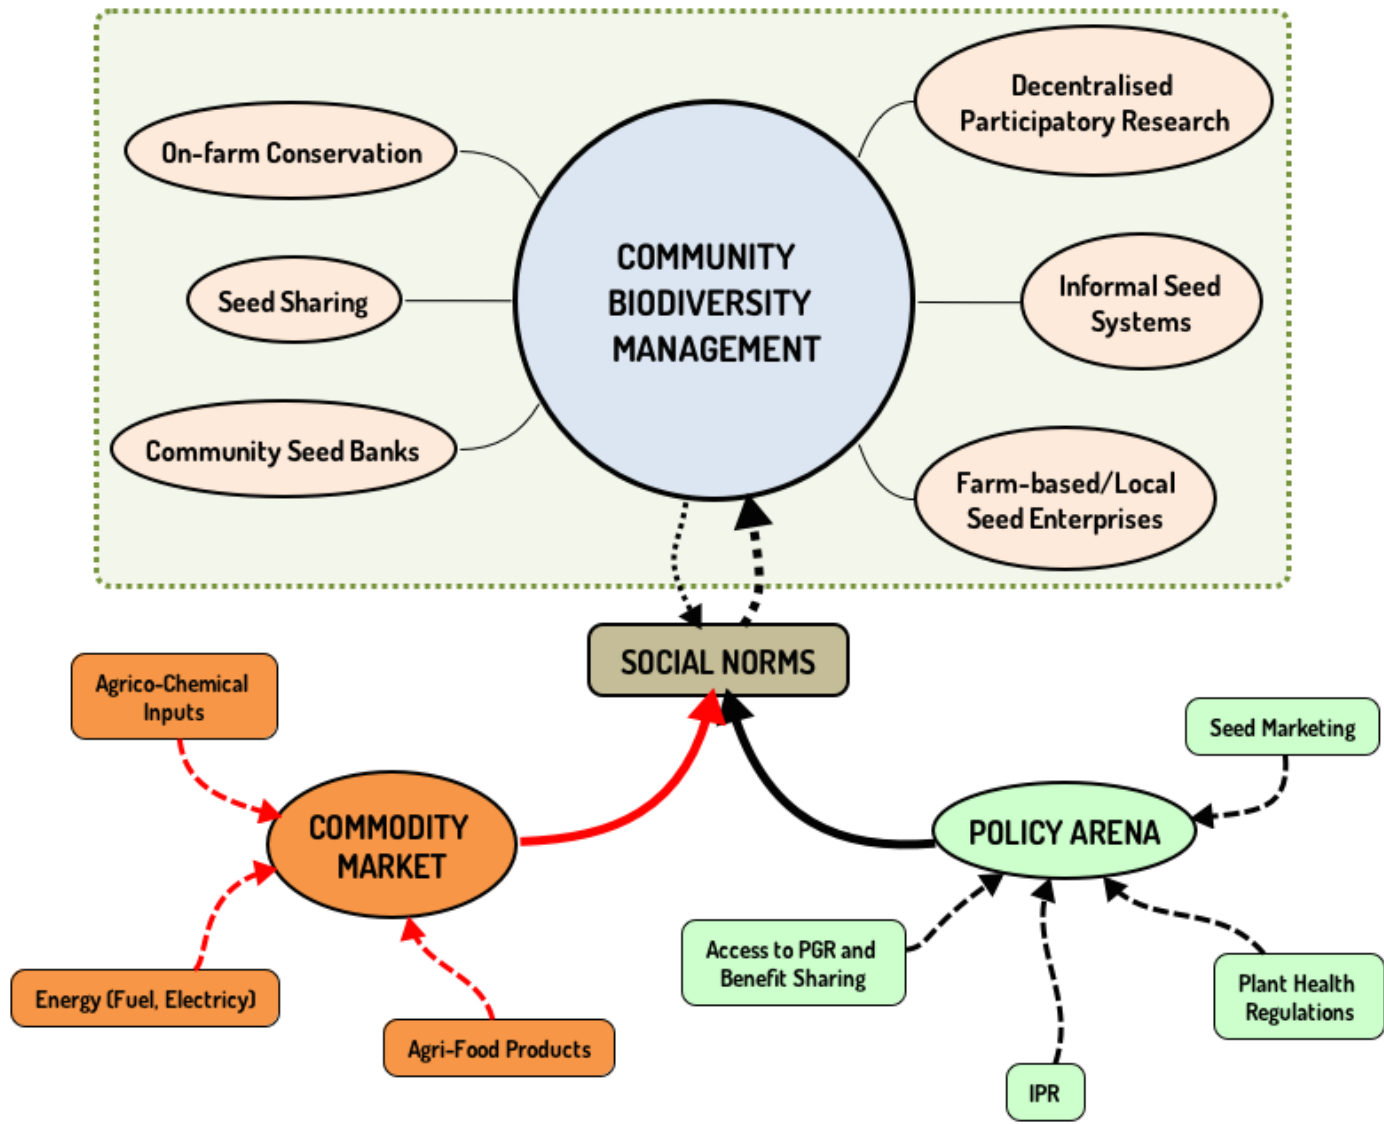 Decentralised
Participatory Research
On-farm Conservation
COMMUNITY
BIODIVERSITY
MANAGEMENT
Seed Sharing
Informal Seed
Systems
Community Seed Banks
Farm-based/Local
Seed Enterprises
SOCIAL NORMS
Agrico-Chemical
Inputs
Seed Marketing
COMMODITY
MARKET
POLICY ARENA
Access to PGR and
Benefit Sharing
Energy (Fuel, Electricy)
Plant Health
Regulations
Agri-Food Products
IPR